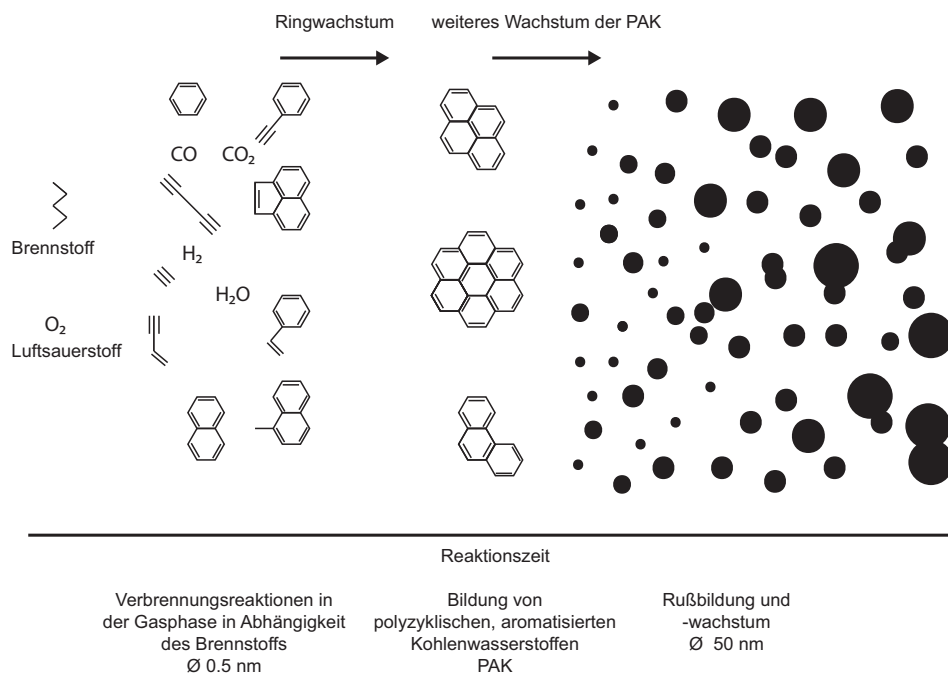 Ringwachstum
weiteres Wachstum der PAK
CO
CO₂
Brennstoff
H₂
H₂O
O₂
Luftsauerstoff
Reaktionszeit
Verbrennungsreaktionen in
der Gasphase in Abhängigkeit
des Brennstoffs
Ø 0.5 nm
Bildung von
polyzyklischen, aromatisierten
Kohlenwasserstoffen
PAK
Rußbildung und
-wachstum
Ø 50 nm